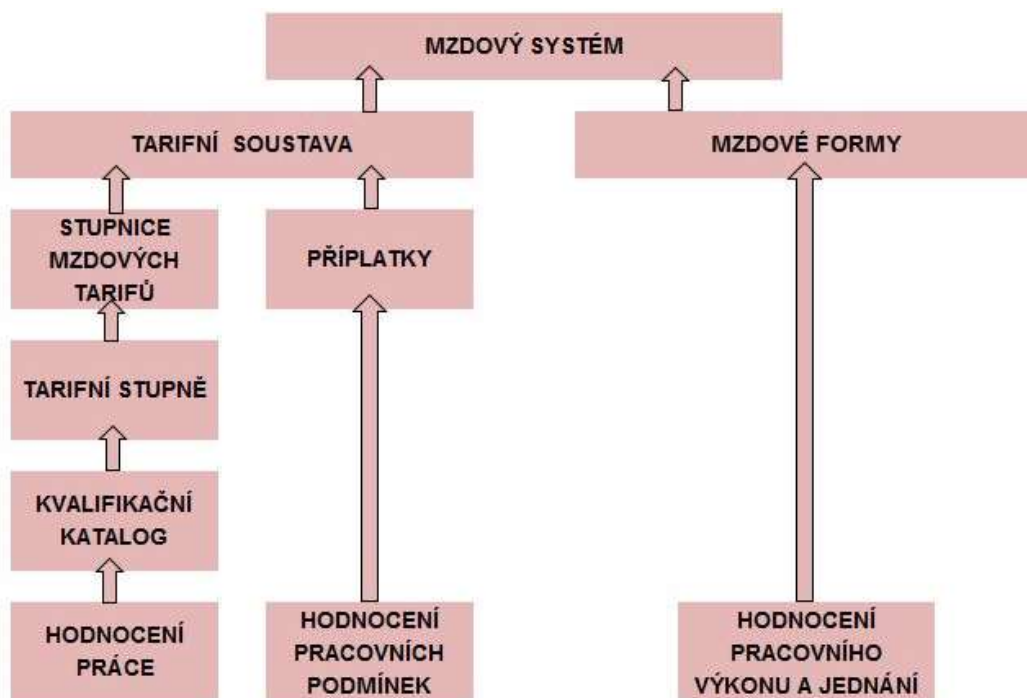 MZDOVÝ SYSTÉM
TARIFNÍ SOUSTAVA
MZDOVÉ FORMY
STUPNICE
MZDOVÝCH
TARIFŮ
PŘÍPLATKY
TARIFNÍ STUPNĚ
KVALIFIKAČNÍ
KATALOG
HODNOCENÍ
PRÁCE
HODNOCENÍ
PRACOVNÍCH
PODMÍNEK
HODNOCENÍ
PRACOVNÍHO
VÝKONU A JEDNÁNÍ